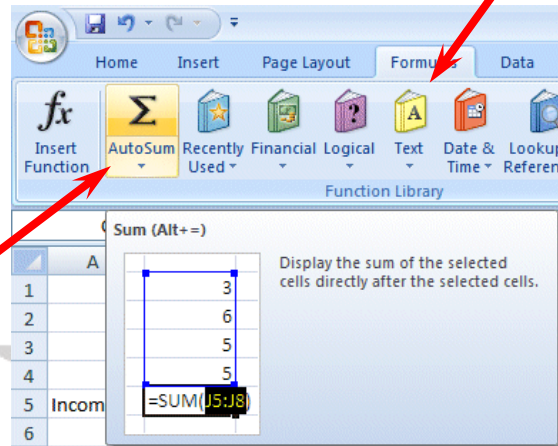 Home Insert Page Layout Formulas Data
fx Σ ? A
Insert Function AutoSum Recently Used Financial Logical Text Date & Time
Function Library
Sum (Alt+=)
Display the sum of the selected
cells directly after the selected cells.
A
1
2
3
4
5 Incom
6
3
6
5
5
=SUM(J5:J8)